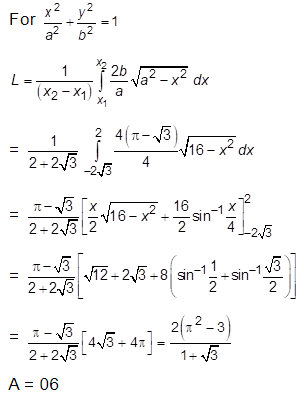 For x²/a² + y²/b² = 1
L = 1/(x₂ – x₁) ∫_{x₁}^{x₂} 2b/a √(a² – x²) dx
= 1/(2 + 2√3) ∫_{–2√3}^{2} 4(π – √3)/4 √(16 – x²) dx
= (π – √3)/(2 + 2√3) [x/2 √(16 – x²) + 16/2 sin⁻¹ x/4]_{–2√3}^{2}
= (π – √3)/(2 + 2√3) [√12 + 2√3 + 8(sin⁻¹ 1/2 + sin⁻¹ √3/2)]
= (π – √3)/(2 + 2√3) [4√3 + 4π] = 2(π² – 3)/(1 + √3)
A = 06